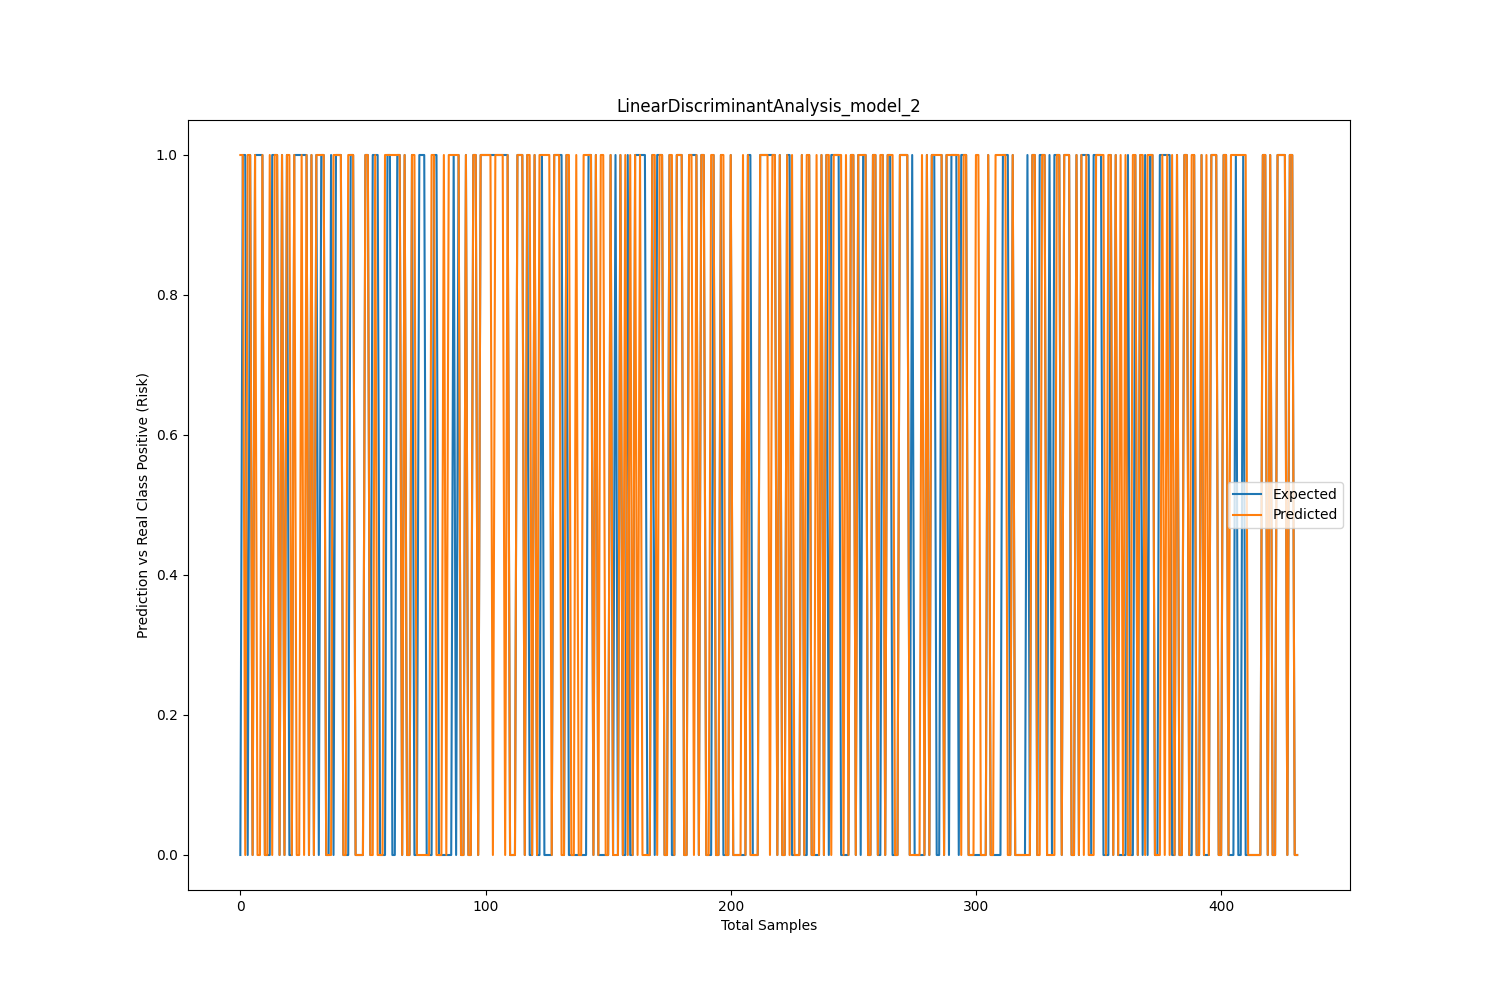 LinearDiscriminantAnalysis_model_2
1.0
0.8
0.6
0.4
0.2
0.0
Prediction vs Real Class Positive (Risk)
Expected
Predicted
0
100
200
300
400
Total Samples